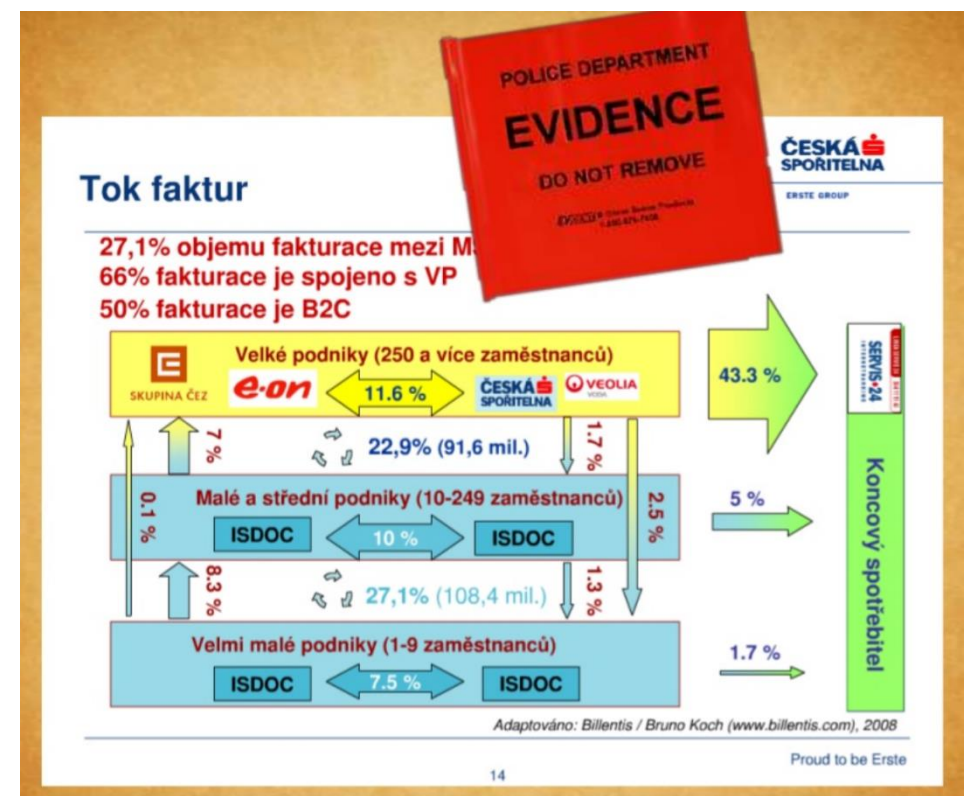 POLICE DEPARTMENT
EVIDENCE
DO NOT REMOVE
ČESKÁ
SPOŘITELNA
ERSTE GROUP
Tok faktur
27,1% objemu fakturace mezi
66% fakturace je spojeno s VP
50% fakturace je B2C
Velké podniky (250 a více zaměstnanců)
SKUPINA ČEZ
e·on
11.6 %
ČESKÁ
SPOŘITELNA
VEOLIA
VODA
43.3 %
SERVIS 24
7 %
22,9% (91,6 mil.)
1.7 %
0.1 %
Malé a střední podniky (10-249 zaměstnanců)
2.5 %
5 %
ISDOC
10 %
ISDOC
Koncový spotřebitel
8.3 %
27,1% (108,4 mil.)
1.3 %
Velmi malé podniky (1-9 zaměstnanců)
1.7 %
ISDOC
7.5 %
ISDOC
Adaptováno: Billentis / Bruno Koch (www.billentis.com), 2008
Proud to be Erste
14